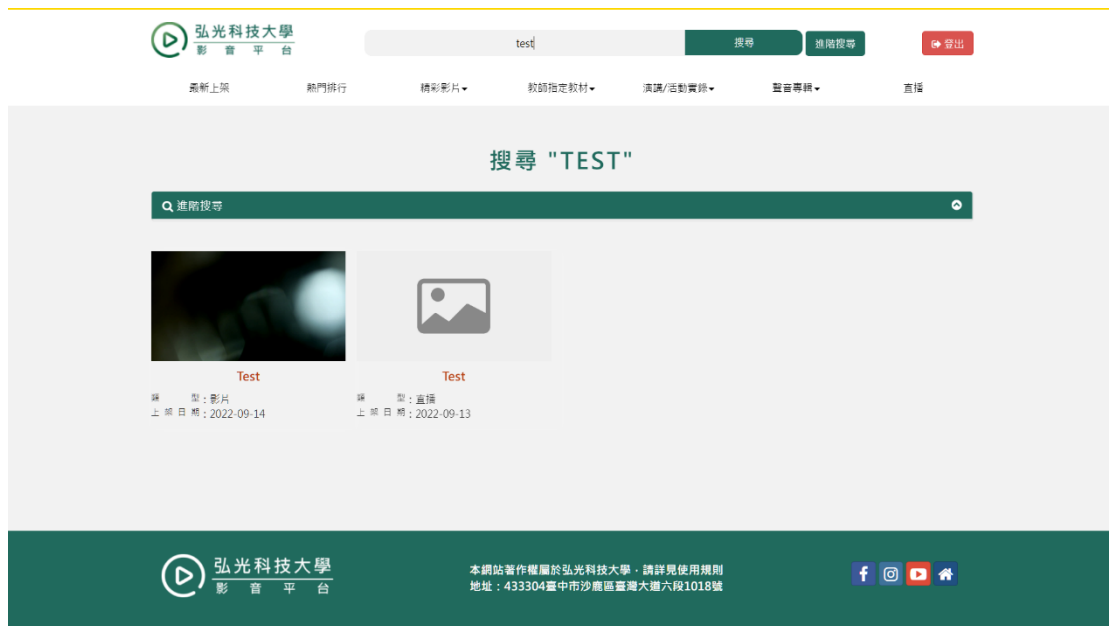 弘光科技大學
影音平台
test
搜尋
進階搜尋
登出
最新上架
熱門排行
精彩影片
教師指定教材
演講/活動實錄
聲音專輯
直播
搜尋 "TEST"
進階搜尋
Test
類型：影片
上架日期：2022-09-14
Test
類型：直播
上架日期：2022-09-13
弘光科技大學
影音平台
本網站著作權屬於弘光科技大學．請詳見使用規則
地址：433304臺中市沙鹿區臺灣大道六段1018號